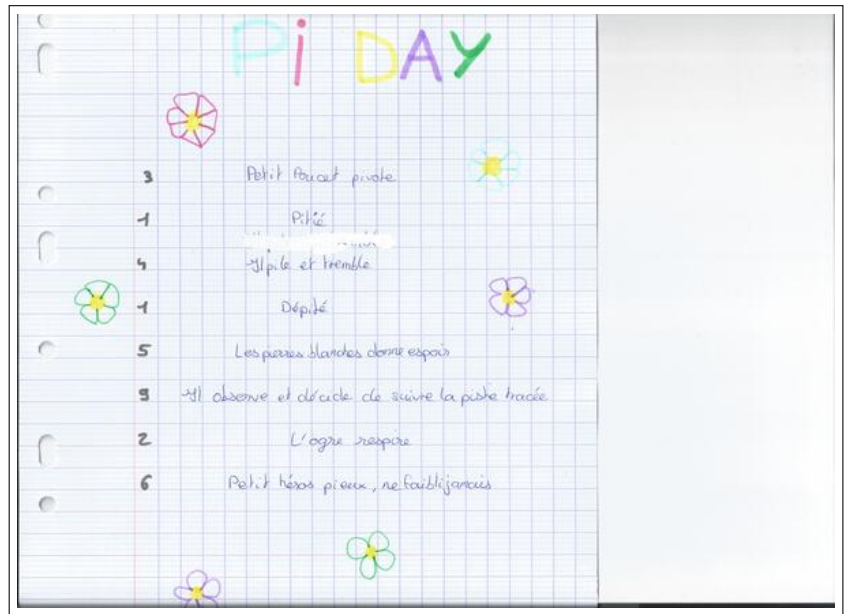 Pi DAY
3 Petit Poucet pivote
1 Pitié
4 Il pile et tremble
1 Dépité
5 Les pierres blanches donne espoir
9 Il observe et décide de suivre la piste tracée
2 L'ogre respire
6 Petit héros pieux, ne faibli jamais